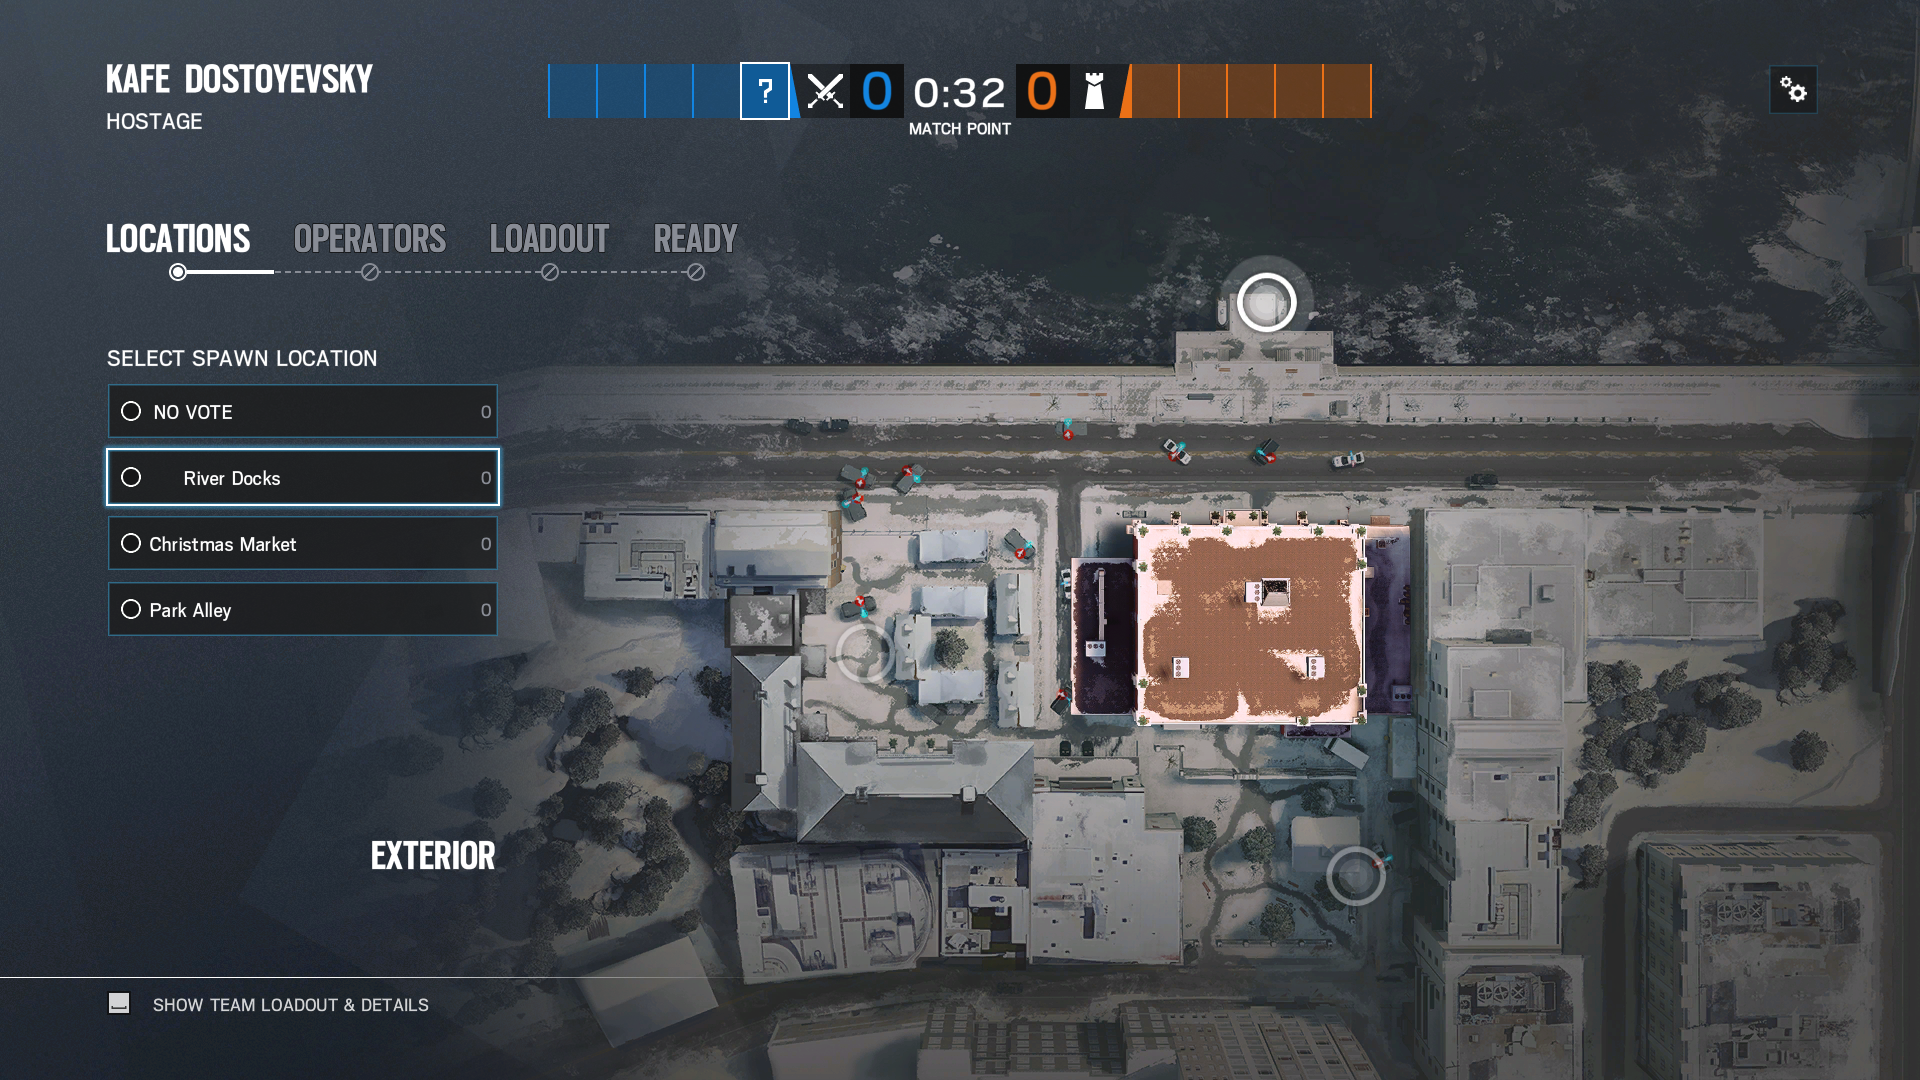 KAFE DOSTOYEVSKY
HOSTAGE
?
0
0:32
0
MATCH POINT
LOCATIONS
OPERATORS
LOADOUT
READY
SELECT SPAWN LOCATION
NO VOTE 0
River Docks 0
Christmas Market 0
Park Alley 0
EXTERIOR
SHOW TEAM LOADOUT & DETAILS